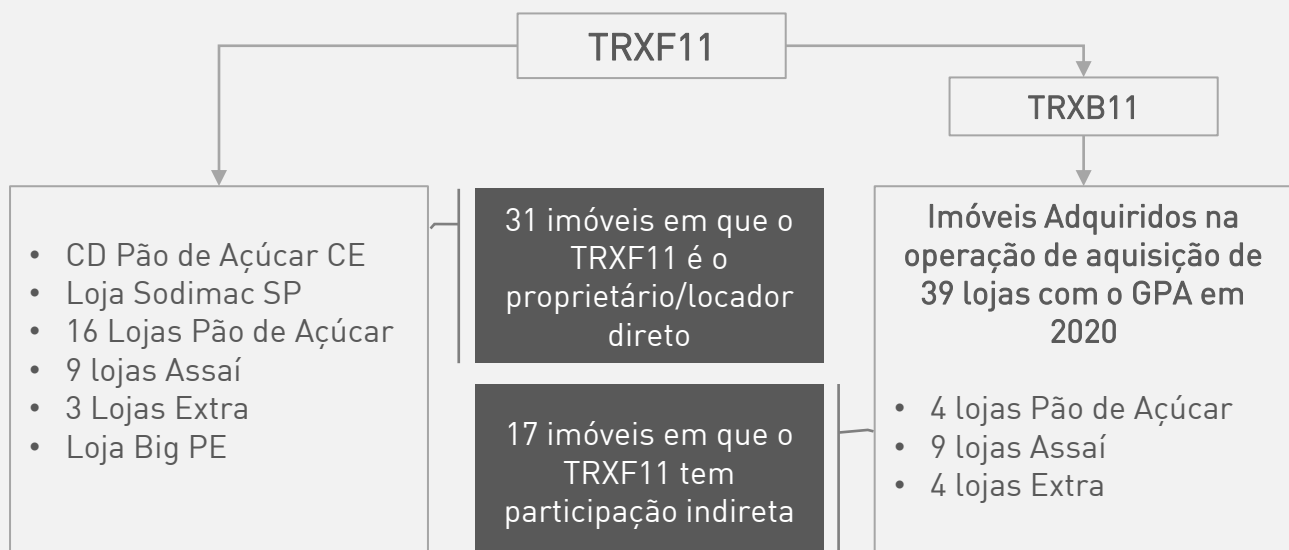 TRXF11
TRXB11
• CD Pão de Açúcar CE
• Loja Sodimac SP
• 16 Lojas Pão de Açúcar
• 9 lojas Assaí
• 3 Lojas Extra
• Loja Big PE
31 imóveis em que o
TRXF11 é o
proprietário/locador
direto
17 imóveis em que o
TRXF11 tem
participação indireta
Imóveis Adquiridos na
operação de aquisição de
39 lojas com o GPA em
2020
• 4 lojas Pão de Açúcar
• 9 lojas Assaí
• 4 lojas Extra